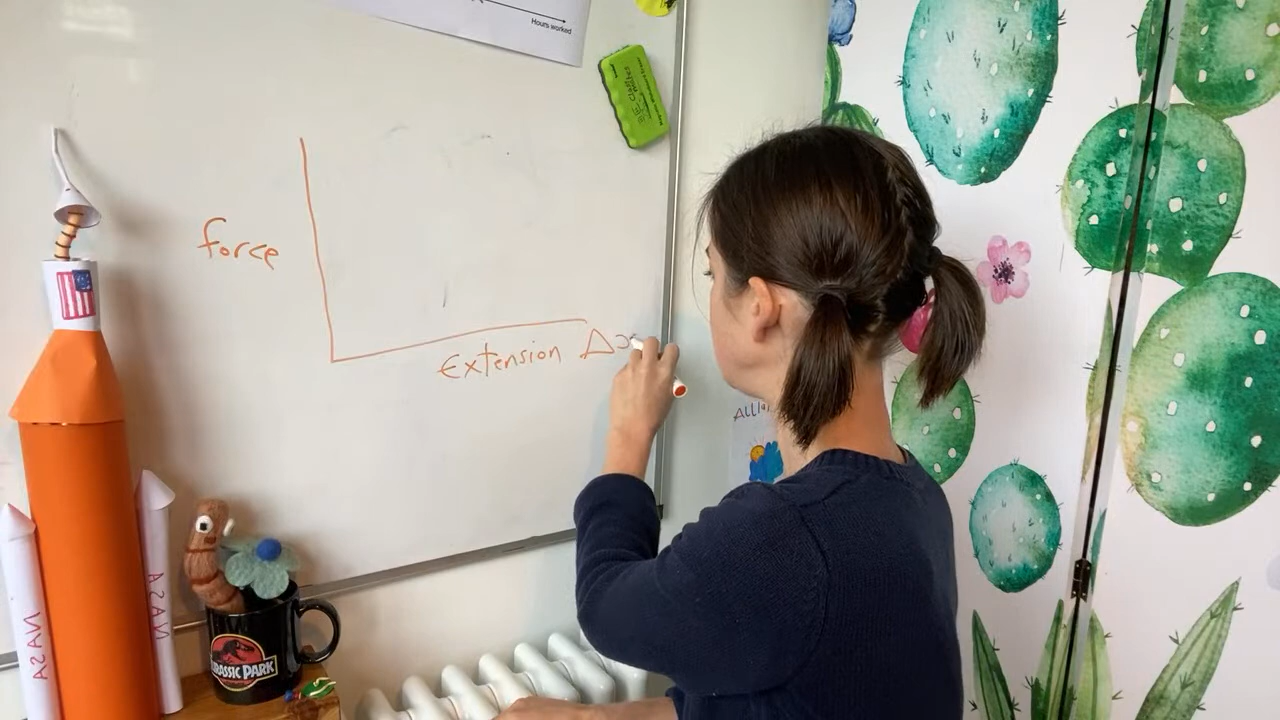 Hours worked
force
Extension Δx
NASA
NASA
JURASSIC PARK